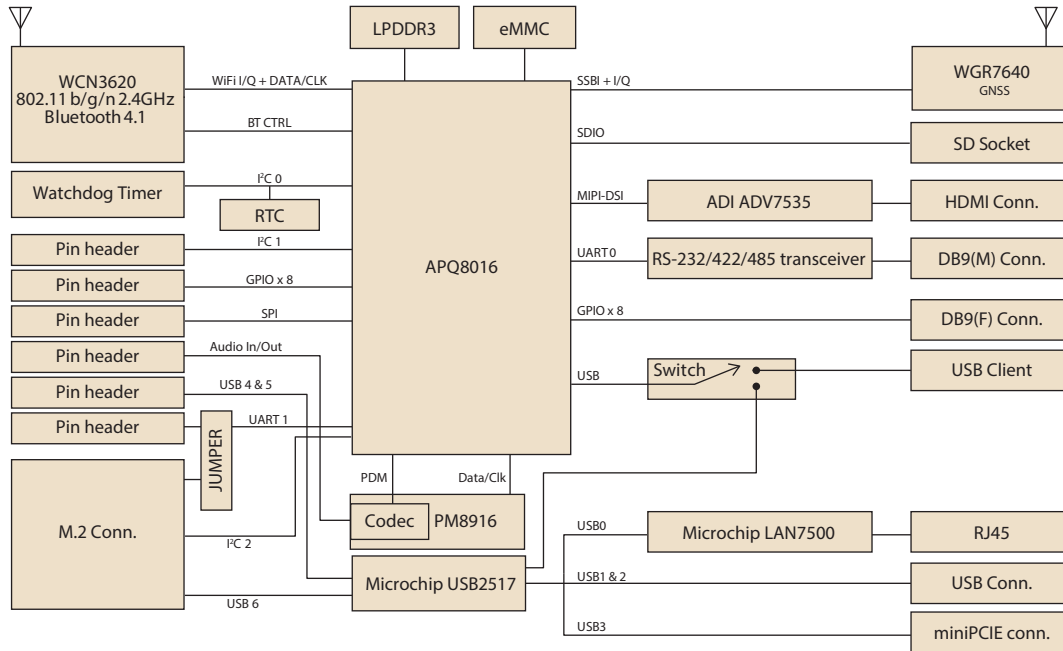 LPDDR3
eMMC
WCN3620
802.11 b/g/n 2.4GHz
Bluetooth 4.1
WiFi I/Q + DATA/CLK
BT CTRL
SSBI + I/Q
WGR7640
GNSS
SDIO
SD Socket
Watchdog Timer
I²C 0
RTC
MIPI-DSI
ADI ADV7535
HDMI Conn.
Pin header
I²C 1
APQ8016
UART 0
RS-232/422/485 transceiver
DB9(M) Conn.
Pin header
GPIO x 8
Pin header
SPI
GPIO x 8
DB9(F) Conn.
Pin header
Audio In/Out
USB
Switch
USB Client
Pin header
USB 4 & 5
Pin header
UART 1
JUMPER
M.2 Conn.
I²C 2
USB 6
PDM
Data/Clk
Codec
PM8916
Microchip USB2517
USB0
Microchip LAN7500
RJ45
USB1 & 2
USB Conn.
USB3
miniPCIE conn.